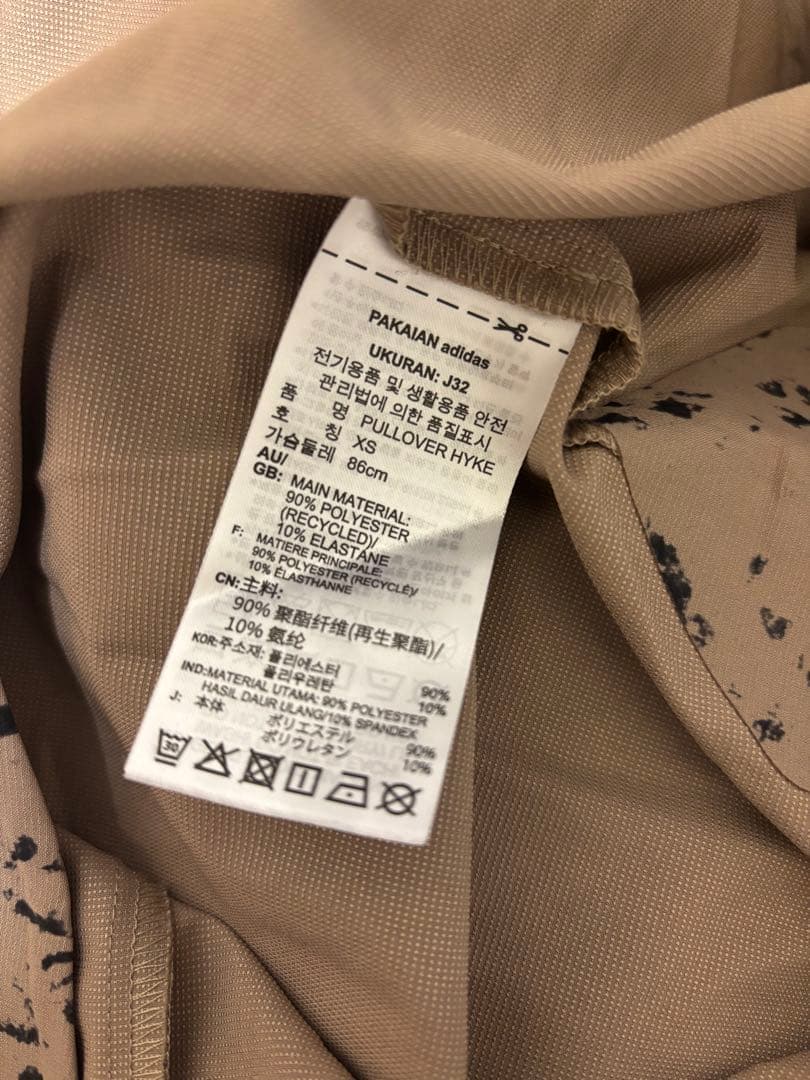 PAKAIAN adidas
UKURAN: J32
전기용품 및 생활용품 안전
관리법에 의한 품질표시
품 명 PULLOVER HYKE
호 칭 XS
가슴둘레 86cm
AU/
GB: MAIN MATERIAL:
90% POLYESTER
(RECYCLED)/
10% ELASTANE
F: MATIERE PRINCIPALE:
90% POLYESTER (RECYCLÉ)/
10% ÉLASTHANNE
CN:主料:
90% 聚酯纤维(再生聚酯)/
10% 氨纶
KOR:주소재: 폴리에스터 90%
폴리우레탄 10%
IND:MATERIAL UTAMA: 90% POLYESTER
HASIL DAUR ULANG/10% SPANDEX
J: 本体 ポリエステル 90%
ポリウレタン 10%
30